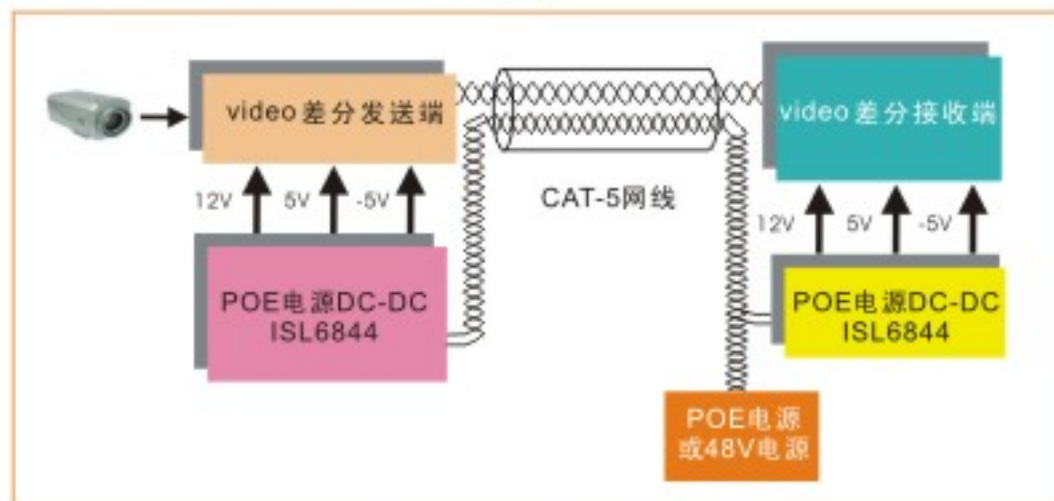 video差分发送端
video差分接收端
CAT-5网线
12V 5V -5V
12V 5V -5V
POE电源DC-DC
ISL6844
POE电源DC-DC
ISL6844
POE电源
或48V电源